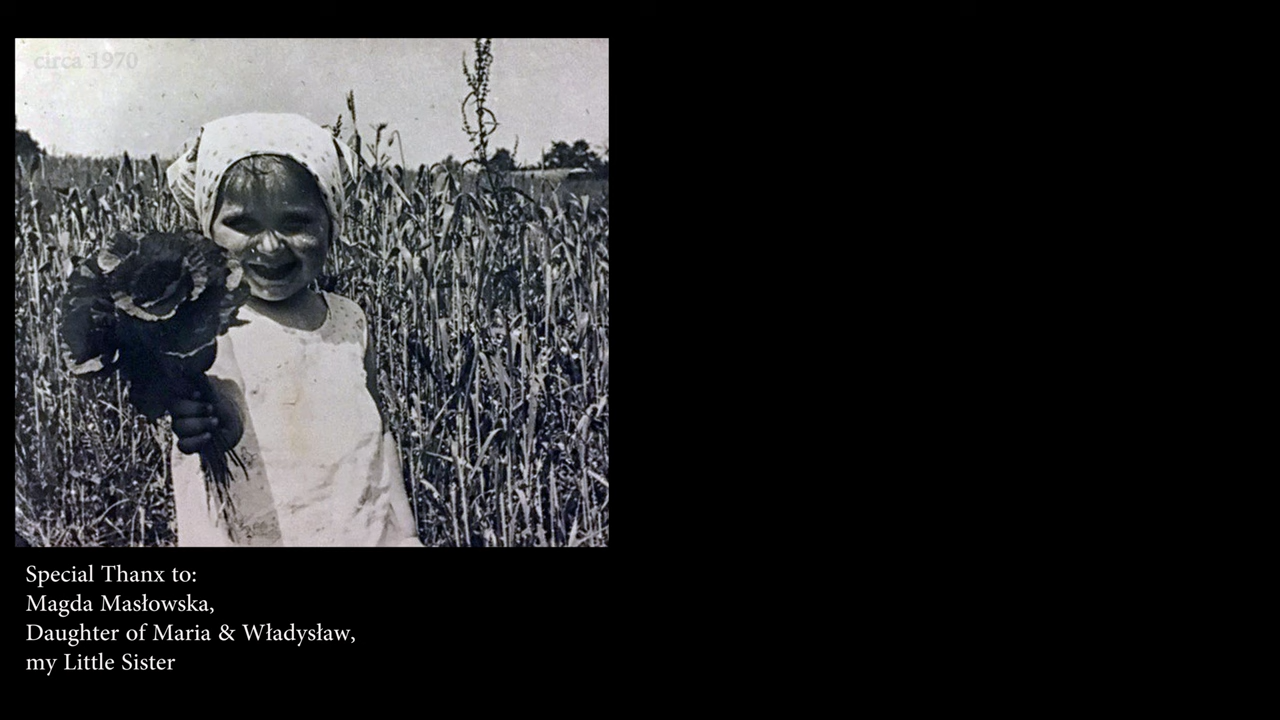 circa 1970
Special Thanx to:
Magda Masłowska,
Daughter of Maria & Władysław,
my Little Sister